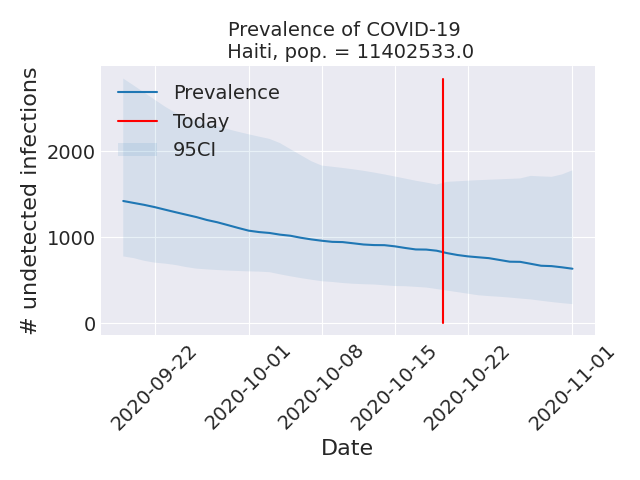 Prevalence of COVID-19
Haiti, pop. = 11402533.0
Prevalence
Today
95CI
# undetected infections
2000
1000
0
2020-09-22
2020-10-01
2020-10-08
2020-10-15
2020-10-22
2020-11-01
Date